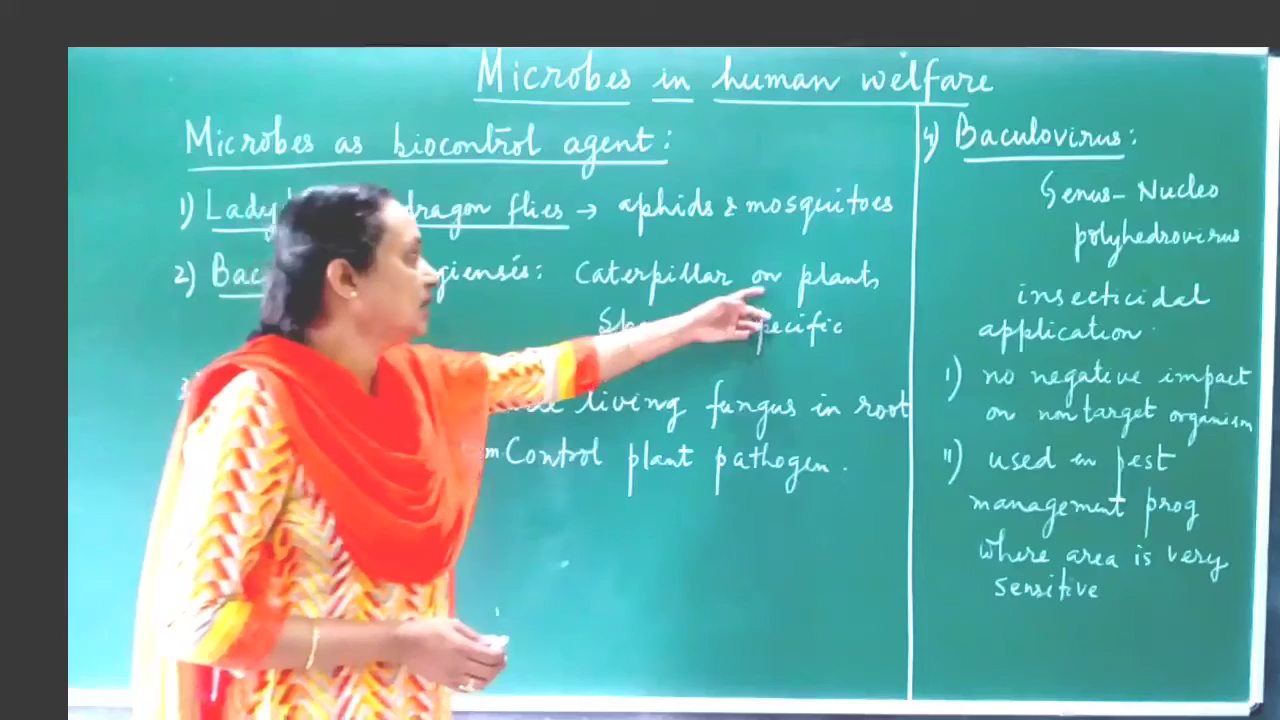 Microbes in human welfare
Microbes as biocontrol agent:
1) Lady dragon flies → aphids & mosquitoes
2) Bac giensis: Caterpillar on plants
pecific
living fungus in root
Control plant pathogen.
4) Baculovirus:
Genus - Nucleo
polyhedrovirus
insecticidal
application.
i) no negative impact
on non target organism
ii) used in pest
management prog
where area is very
sensitive